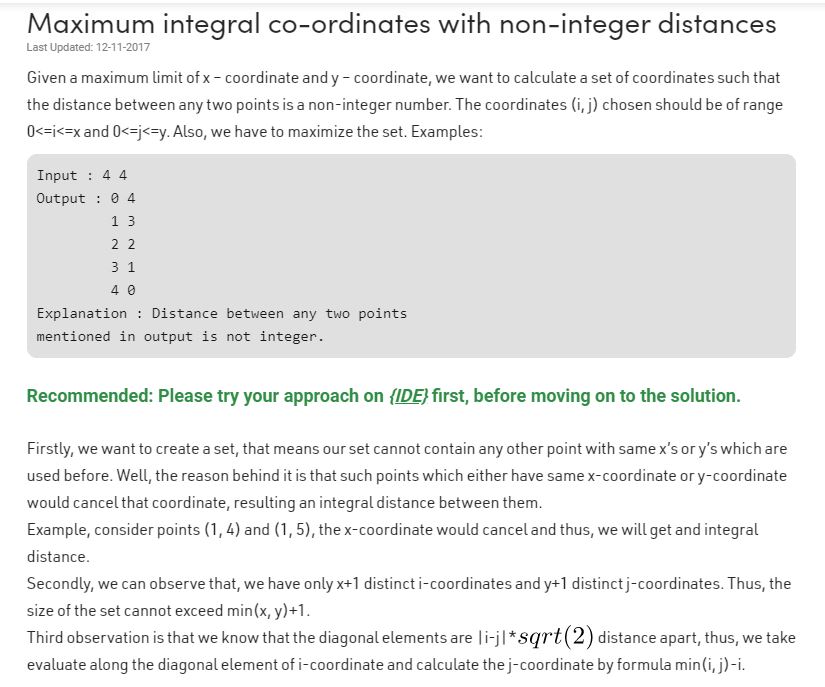 Maximum integral co-ordinates with non-integer distances
Last Updated: 12-11-2017
Given a maximum limit of x – coordinate and y – coordinate, we want to calculate a set of coordinates such that
the distance between any two points is a non-integer number. The coordinates (i, j) chosen should be of range
0<=i<=x and 0<=j<=y. Also, we have to maximize the set. Examples:
Input : 4 4
Output : 0 4
1 3
2 2
3 1
4 0
Explanation : Distance between any two points
mentioned in output is not integer.
Recommended: Please try your approach on {IDE} first, before moving on to the solution.
Firstly, we want to create a set, that means our set cannot contain any other point with same x's or y's which are
used before. Well, the reason behind it is that such points which either have same x-coordinate or y-coordinate
would cancel that coordinate, resulting an integral distance between them.
Example, consider points (1, 4) and (1, 5), the x-coordinate would cancel and thus, we will get and integral
distance.
Secondly, we can observe that, we have only x+1 distinct i-coordinates and y+1 distinct j-coordinates. Thus, the
size of the set cannot exceed min(x, y)+1.
Third observation is that we know that the diagonal elements are |i-j|*sqrt(2) distance apart, thus, we take
evaluate along the diagonal element of i-coordinate and calculate the j-coordinate by formula min(i, j)-i.